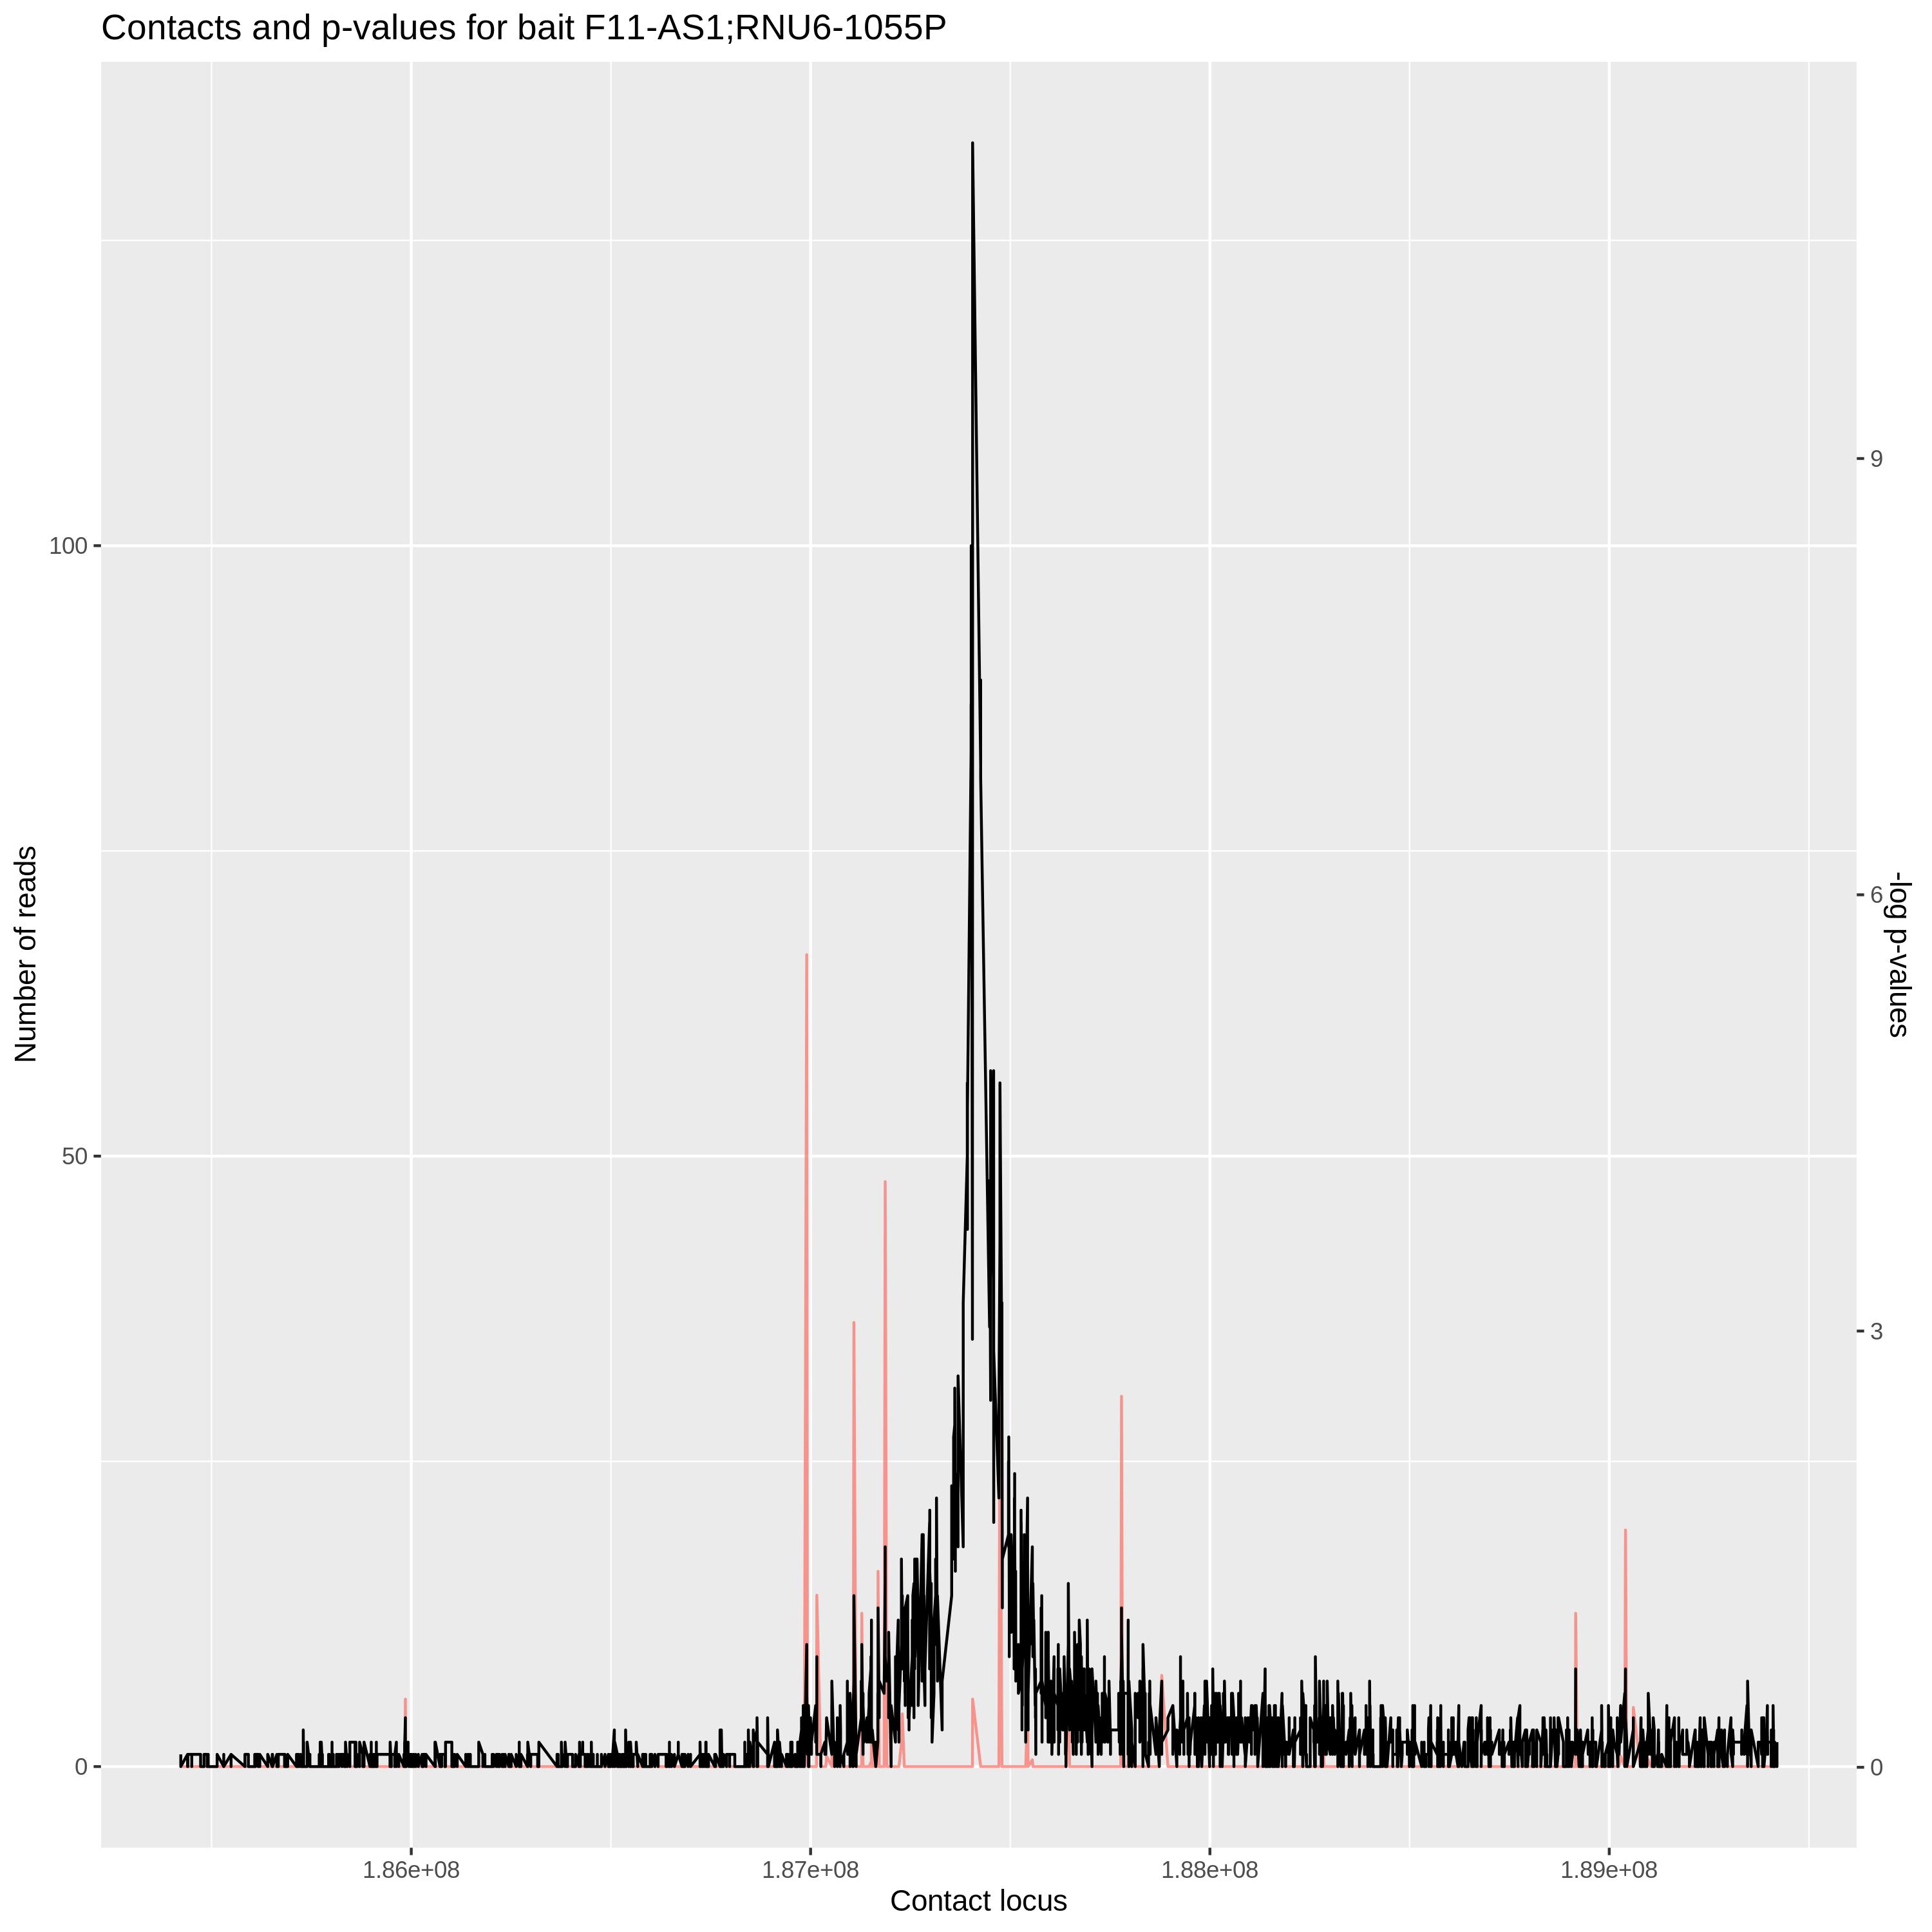 Contacts and p-values for bait F11-AS1;RNU6-1055P
Number of reads
100
50
0
9
6
3
0
-log p-values
1.86e+08
1.87e+08
1.88e+08
1.89e+08
Contact locus